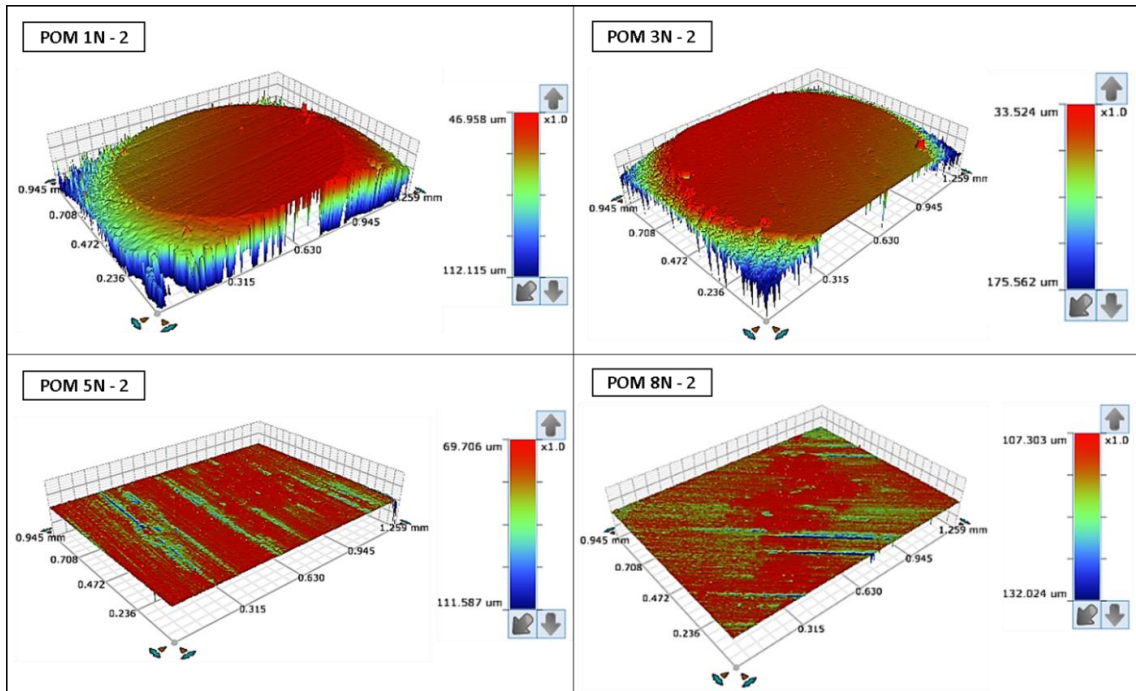 POM 1N - 2
46.958 um
x1.0
112.115 um
0.945 mm
0.708
0.472
0.236
0.315
0.630
0.945
1.259 mm
POM 3N - 2
33.524 um
x1.0
175.562 um
0.945 mm
0.708
0.472
0.236
0.315
0.630
0.945
1.259 mm
POM 5N - 2
69.706 um
x1.0
111.587 um
0.945 mm
0.708
0.472
0.236
0.315
0.630
0.945
1.259 mm
POM 8N - 2
107.303 um
x1.0
132.024 um
0.945 mm
0.708
0.472
0.236
0.315
0.630
0.945
1.259 mm